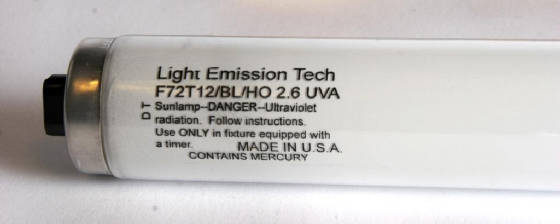 Light Emission Tech
F72T12/BL/HO 2.6 UVA
DT
Sunlamp--DANGER--Ultraviolet
radiation. Follow instructions.
Use ONLY in fixture equipped with
a timer. MADE IN U.S.A.
CONTAINS MERCURY